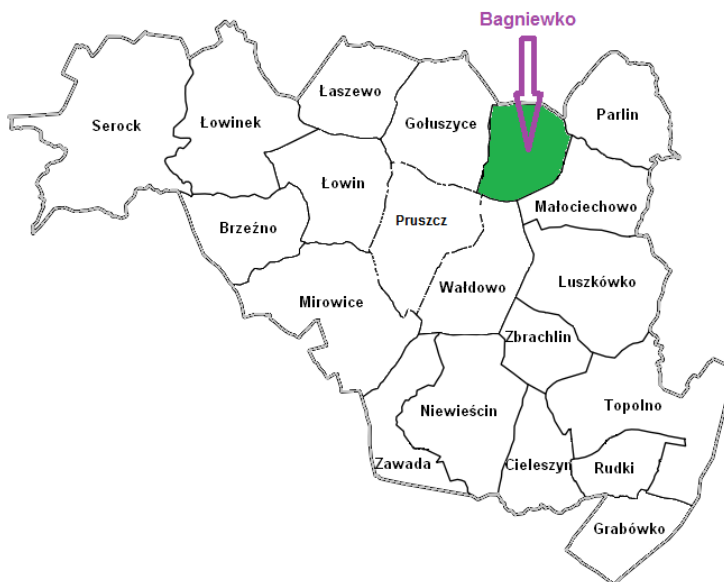 Bagniewko
Łaszewo
Parlin
Serock
Łowinek
Gołuszyce
Łowin
Małociechowo
Brzeźno
Pruszcz
Mirowice
Wałdowo
Luszkówko
Zbrachlin
Niewieścin
Topolno
Zawada
Cieleszyn
Rudki
Grabówko